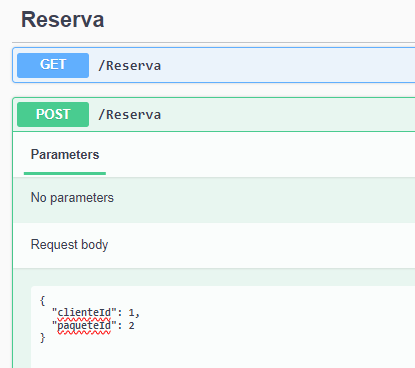 Reserva
GET /Reserva
POST /Reserva
Parameters
No parameters
Request body
{
"clienteId": 1,
"paqueteId": 2
}